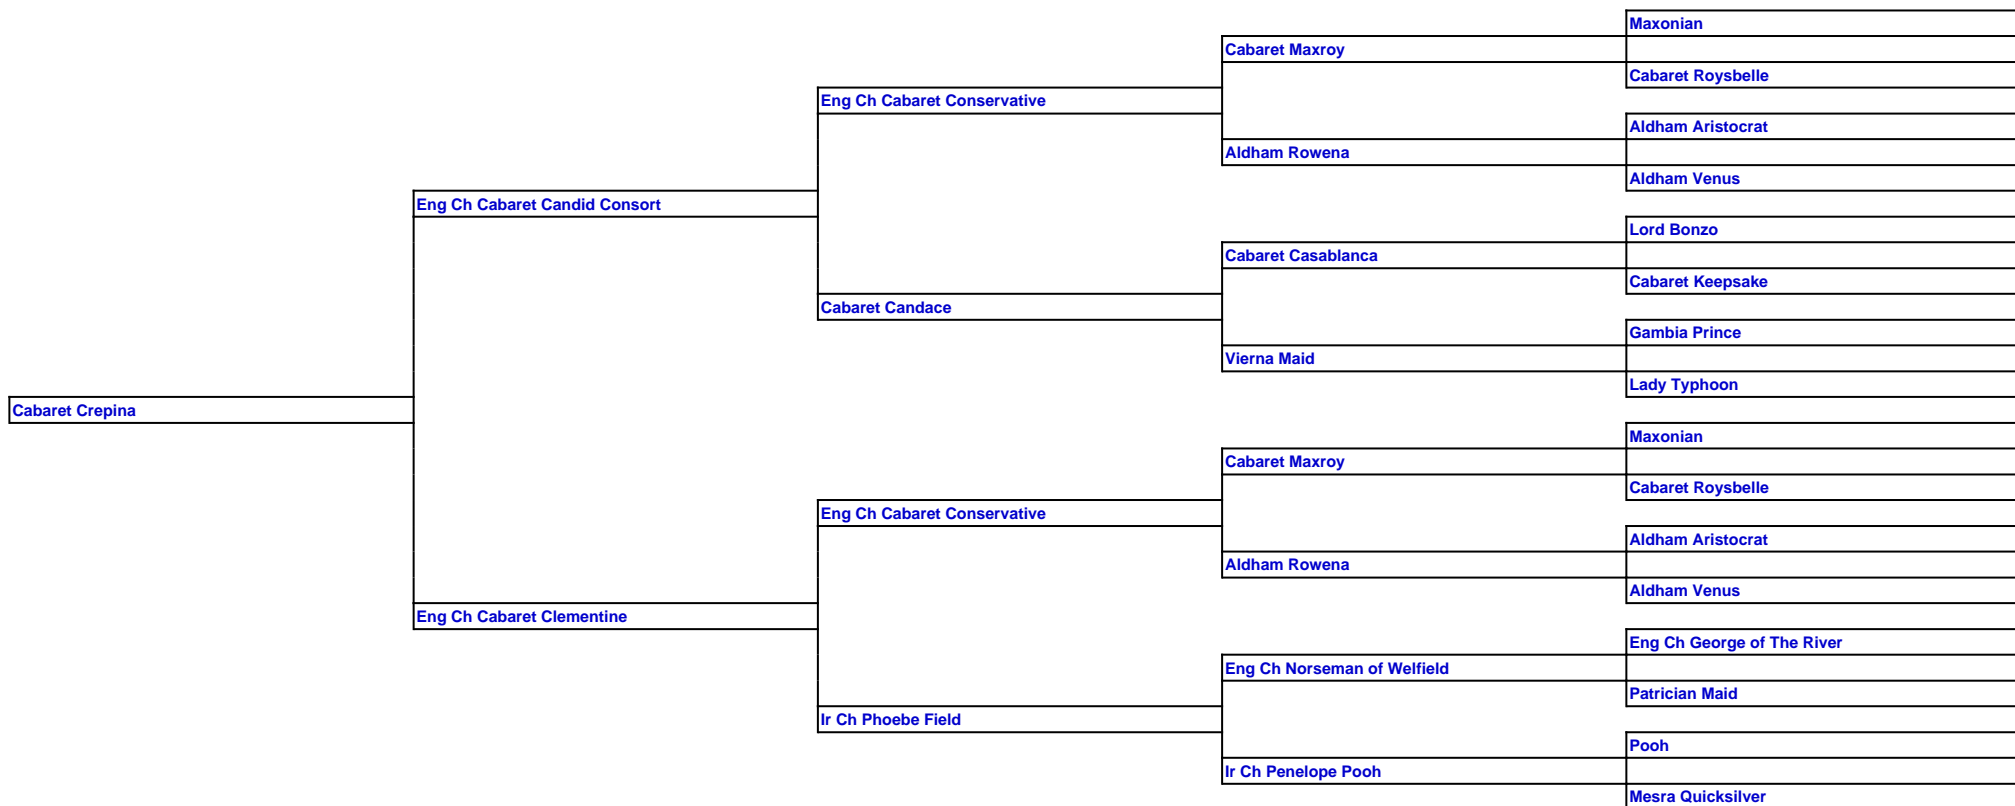 Maxonian
Cabaret Maxroy
Cabaret Roysbelle
Eng Ch Cabaret Conservative
Aldham Aristocrat
Aldham Rowena
Aldham Venus
Eng Ch Cabaret Candid Consort
Lord Bonzo
Cabaret Casablanca
Cabaret Keepsake
Cabaret Candace
Gambia Prince
Vierna Maid
Lady Typhoon
Cabaret Crepina
Maxonian
Cabaret Maxroy
Cabaret Roysbelle
Eng Ch Cabaret Conservative
Aldham Aristocrat
Aldham Rowena
Aldham Venus
Eng Ch Cabaret Clementine
Eng Ch George of The River
Eng Ch Norseman of Welfield
Patrician Maid
Ir Ch Phoebe Field
Pooh
Ir Ch Penelope Pooh
Mesra Quicksilver